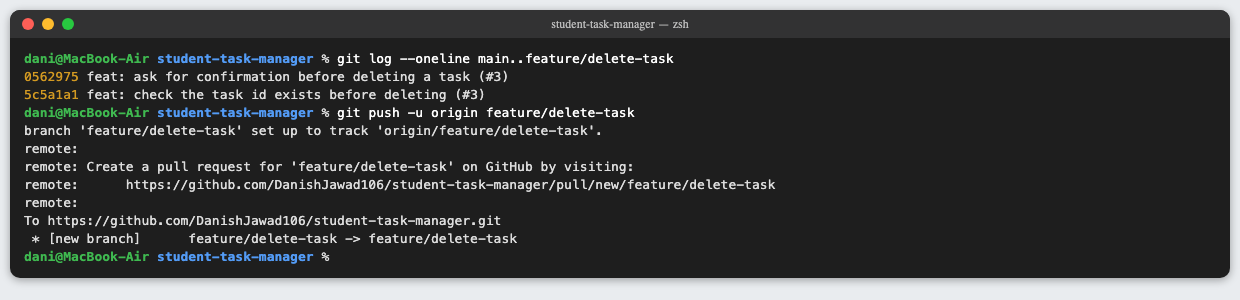 student-task-manager — zsh
dani@MacBook-Air student-task-manager % git log --oneline main..feature/delete-task
0562975 feat: ask for confirmation before deleting a task (#3)
5c5a1a1 feat: check the task id exists before deleting (#3)
dani@MacBook-Air student-task-manager % git push -u origin feature/delete-task
branch 'feature/delete-task' set up to track 'origin/feature/delete-task'.
remote:
remote: Create a pull request for 'feature/delete-task' on GitHub by visiting:
remote:      https://github.com/DanishJawad106/student-task-manager/pull/new/feature/delete-task
remote:
To https://github.com/DanishJawad106/student-task-manager.git
 * [new branch]      feature/delete-task -> feature/delete-task
dani@MacBook-Air student-task-manager %